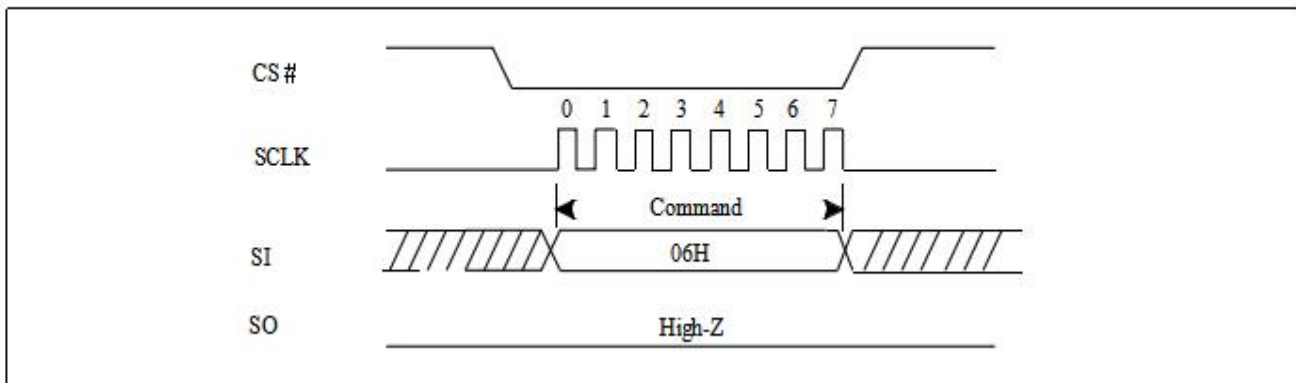 CS#
0 1 2 3 4 5 6 7
SCLK
Command
SI
06H
SO
High-Z